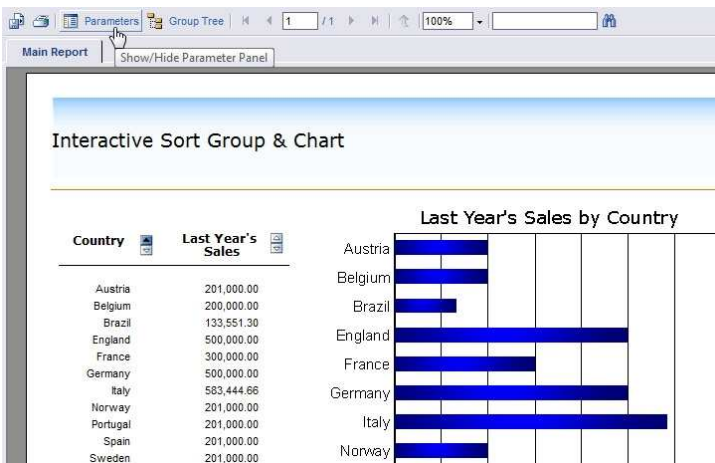 Parameters Group Tree 1 / 1 100%
Main Report
Show/Hide Parameter Panel
Interactive Sort Group & Chart
Country Last Year's Sales
Austria 201,000.00
Belgium 200,000.00
Brazil 133,551.30
England 500,000.00
France 300,000.00
Germany 500,000.00
Italy 583,444.66
Norway 201,000.00
Portugal 201,000.00
Spain 201,000.00
Sweden 201,000.00
Last Year's Sales by Country
Austria
Belgium
Brazil
England
France
Germany
Italy
Norway